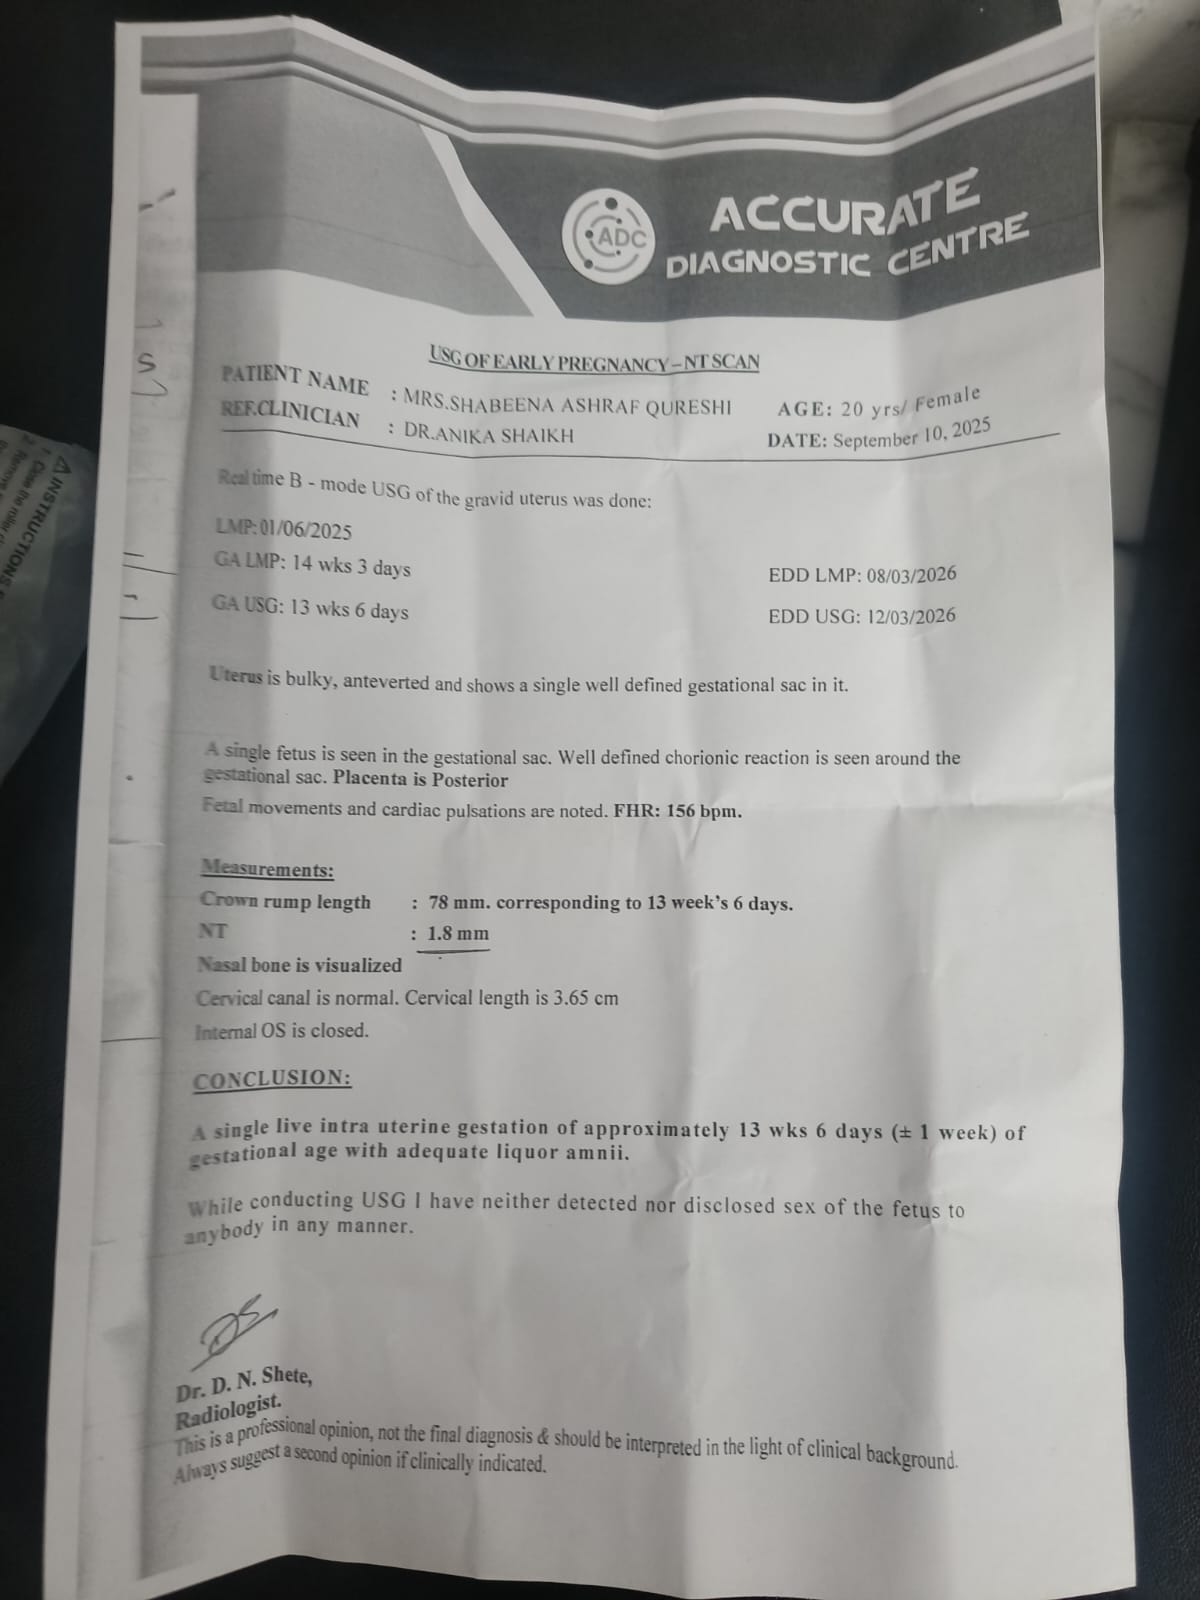 ADC
ACCURATE
DIAGNOSTIC CENTRE
USG OF EARLY PREGNANCY – NT SCAN
PATIENT NAME : MRS.SHABEENA ASHRAF QURESHI AGE: 20 yrs/ Female
REF.CLINICIAN : DR.ANIKA SHAIKH DATE: September 10, 2025
Real time B - mode USG of the gravid uterus was done:
LMP: 01/06/2025
GA LMP: 14 wks 3 days EDD LMP: 08/03/2026
GA USG: 13 wks 6 days EDD USG: 12/03/2026
Uterus is bulky, anteverted and shows a single well defined gestational sac in it.
A single fetus is seen in the gestational sac. Well defined chorionic reaction is seen around the
gestational sac. Placenta is Posterior
Fetal movements and cardiac pulsations are noted. FHR: 156 bpm.
Measurements:
Crown rump length : 78 mm. corresponding to 13 week's 6 days.
NT : 1.8 mm
Nasal bone is visualized
Cervical canal is normal. Cervical length is 3.65 cm
Internal OS is closed.
CONCLUSION:
A single live intra uterine gestation of approximately 13 wks 6 days (± 1 week) of
gestational age with adequate liquor amnii.
While conducting USG I have neither detected nor disclosed sex of the fetus to
anybody in any manner.
Dr. D. N. Shete,
Radiologist.
This is a professional opinion, not the final diagnosis & should be interpreted in the light of clinical background.
Always suggest a second opinion if clinically indicated.
INSTRUCTIONS
1. Close the roller
2. Remove